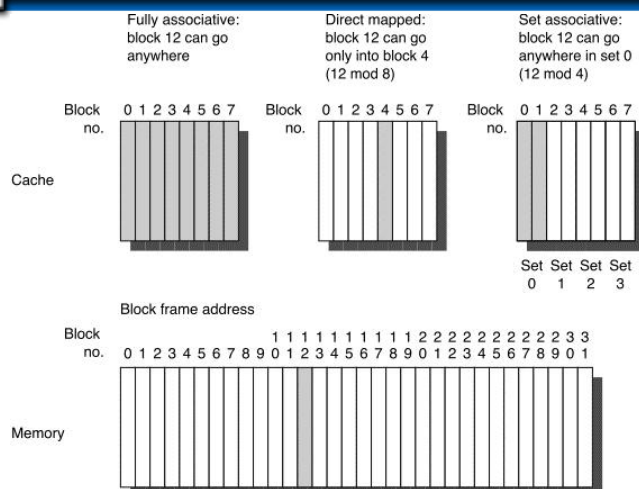 Fully associative:
block 12 can go
anywhere
Direct mapped:
block 12 can go
only into block 4
(12 mod 8)
Set associative:
block 12 can go
anywhere in set 0
(12 mod 4)
Block
no.
0 1 2 3 4 5 6 7
Block
no.
0 1 2 3 4 5 6 7
Block
no.
0 1 2 3 4 5 6 7
Cache
Set Set Set Set
0 1 2 3
Block frame address
Block
no.
1 1 1 1 1 1 1 1 1 1 2 2 2 2 2 2 2 2 2 2 3 3
0 1 2 3 4 5 6 7 8 9 0 1 2 3 4 5 6 7 8 9 0 1 2 3 4 5 6 7 8 9 0 1
Memory